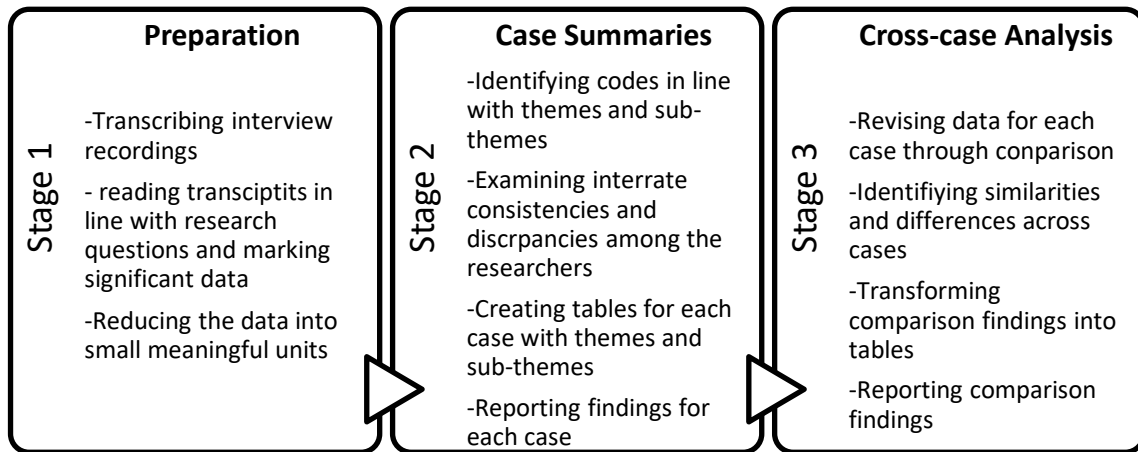 Stage 1
Preparation
-Transcribing interview
recordings
- reading transciptits in
line with research
questions and marking
significant data
-Reducing the data into
small meaningful units
Stage 2
Case Summaries
-Identifying codes in line
with themes and sub-
themes
-Examining interrate
consistencies and
discrpancies among the
researchers
-Creating tables for each
case with themes and
sub-themes
-Reporting findings for
each case
Stage 3
Cross-case Analysis
-Revising data for each
case through conparison
-Identifiying similarities
and differences across
cases
-Transforming
comparison findings into
tables
-Reporting comparison
findings